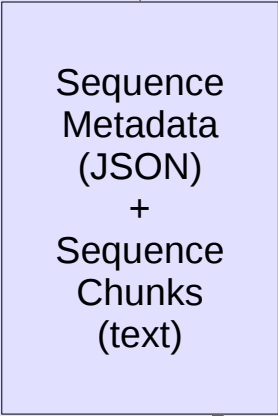 Sequence
Metadata
(JSON)
+
Sequence
Chunks
(text)